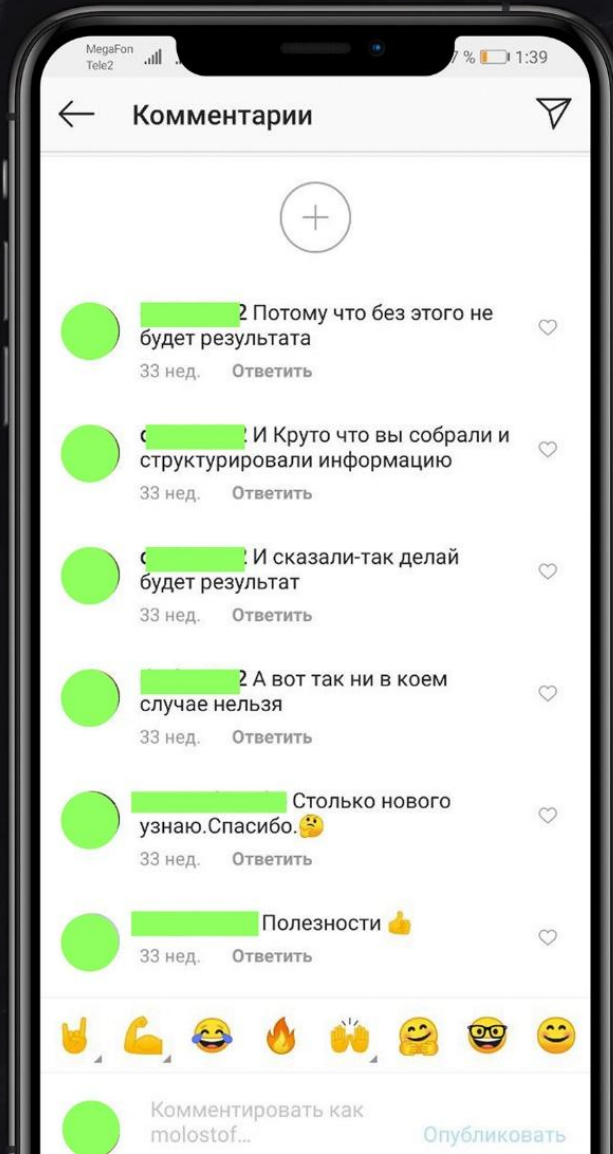 MegaFon
Tele2
7 % 1:39
Комментарии
2 Потому что без этого не
будет результата
33 нед. Ответить
И Круто что вы собрали и
структурировали информацию
33 нед. Ответить
И сказали-так делай
будет результат
33 нед. Ответить
2 А вот так ни в коем
случае нельзя
33 нед. Ответить
Столько нового
узнаю.Спасибо.🤔
33 нед. Ответить
Полезности 👍
33 нед. Ответить
Комментировать как
molostof...
Опубликовать